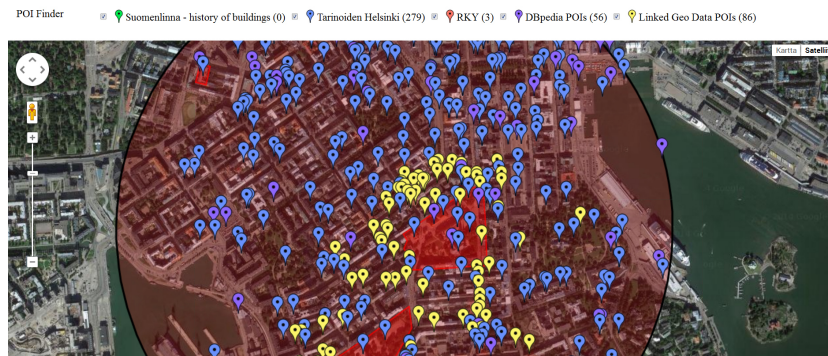 POI Finder
Suomenlinna - history of buildings (0) Tarinoiden Helsinki (279) RKY (3) DBpedia POIs (56) Linked Geo Data POIs (86)
Kartta Satellii